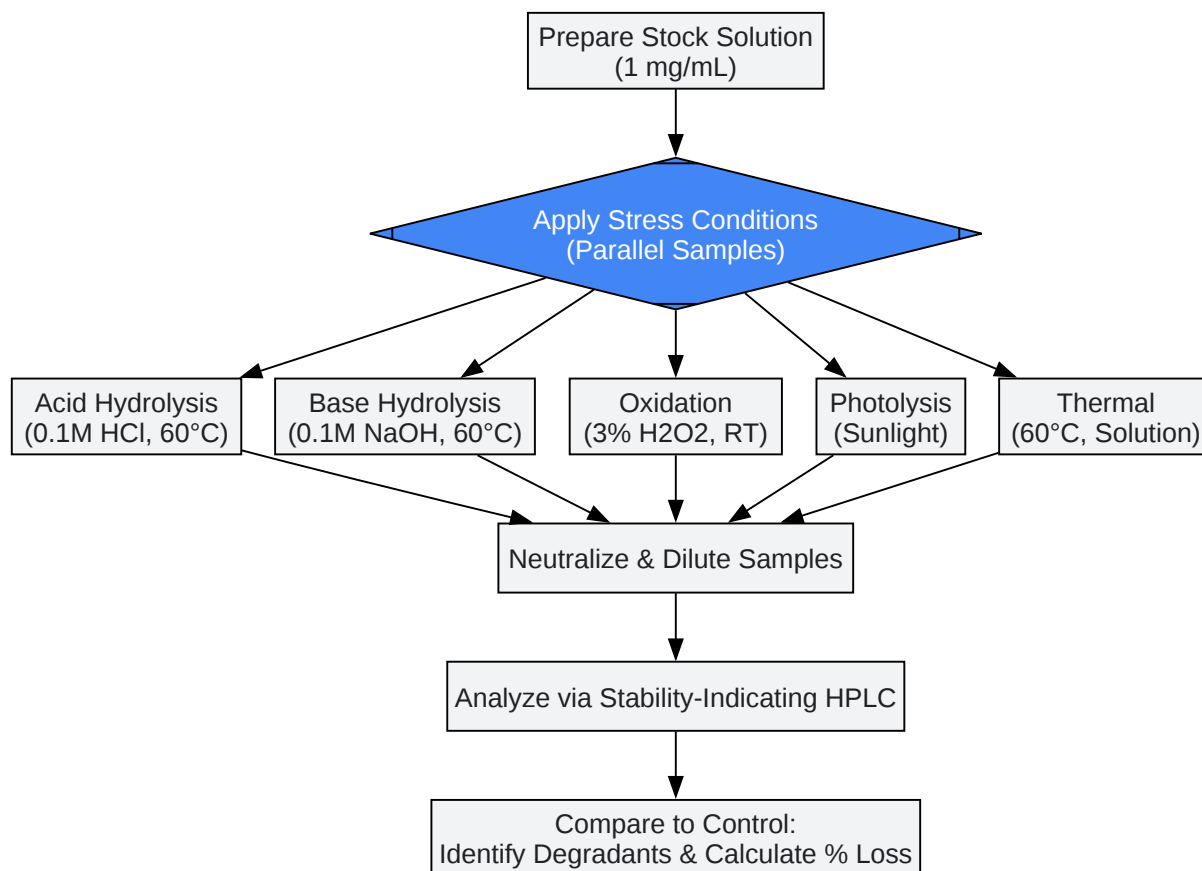 Prepare Stock Solution
(1 mg/mL)
Apply Stress Conditions
(Parallel Samples)
Acid Hydrolysis
(0.1M HCl, 60°C)
Base Hydrolysis
(0.1M NaOH, 60°C)
Oxidation
(3% H2O2, RT)
Photolysis
(Sunlight)
Thermal
(60°C, Solution)
Neutralize & Dilute Samples
Analyze via Stability-Indicating HPLC
Compare to Control:
Identify Degradants & Calculate % Loss